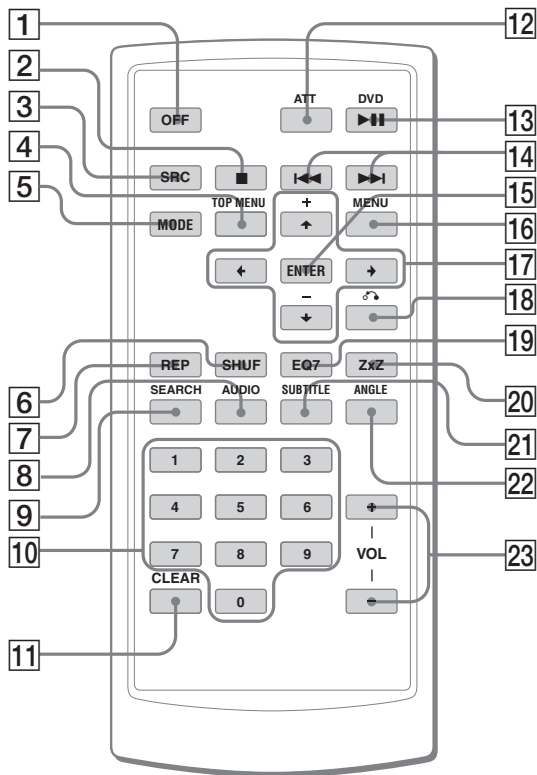 1
2
3
4
5
6
7
8
9
10
11
12
13
14
15
16
17
18
19
20
21
22
23
ATT DVD
OFF
SRC
TOP MENU + MENU
MODE
ENTER
–
REP SHUF EQ7 ZxZ
SEARCH AUDIO SUBTITLE ANGLE
1 2 3
4 5 6 +
7 8 9 VOL
CLEAR
0 –